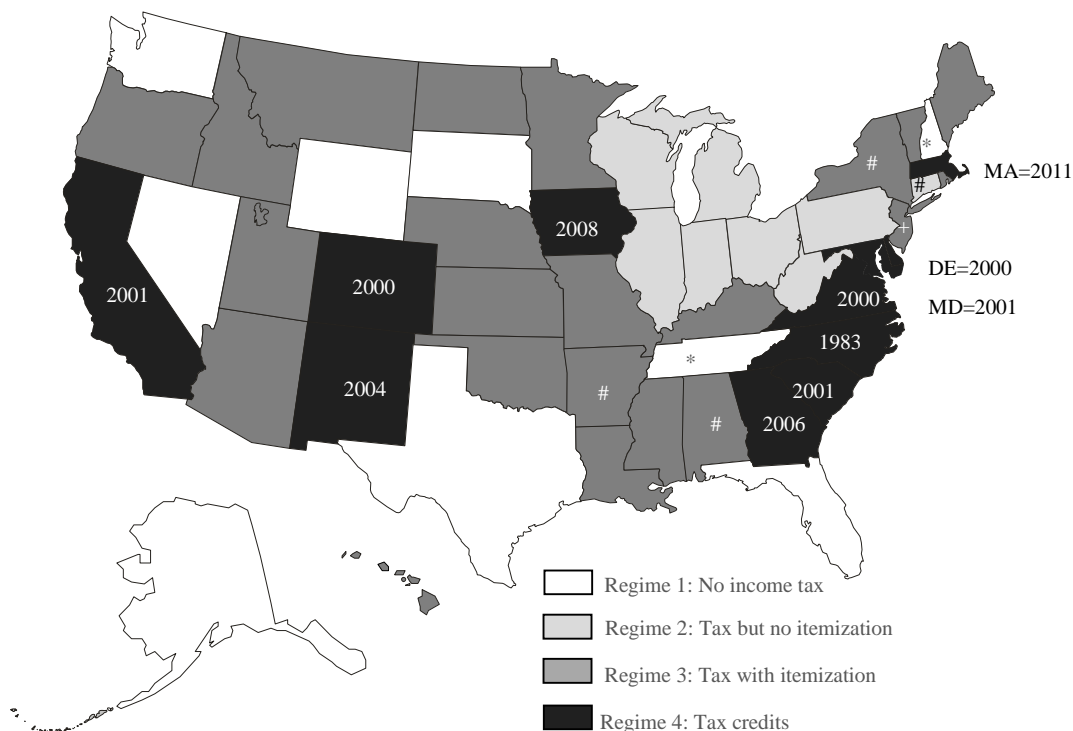 *
#
MA=2011
#
+
2008
DE=2000
2000
2001
2000
MD=2001
1983
*
2004
#
2001
#
2006
Regime 1: No income tax
Regime 2: Tax but no itemization
Regime 3: Tax with itemization
Regime 4: Tax credits